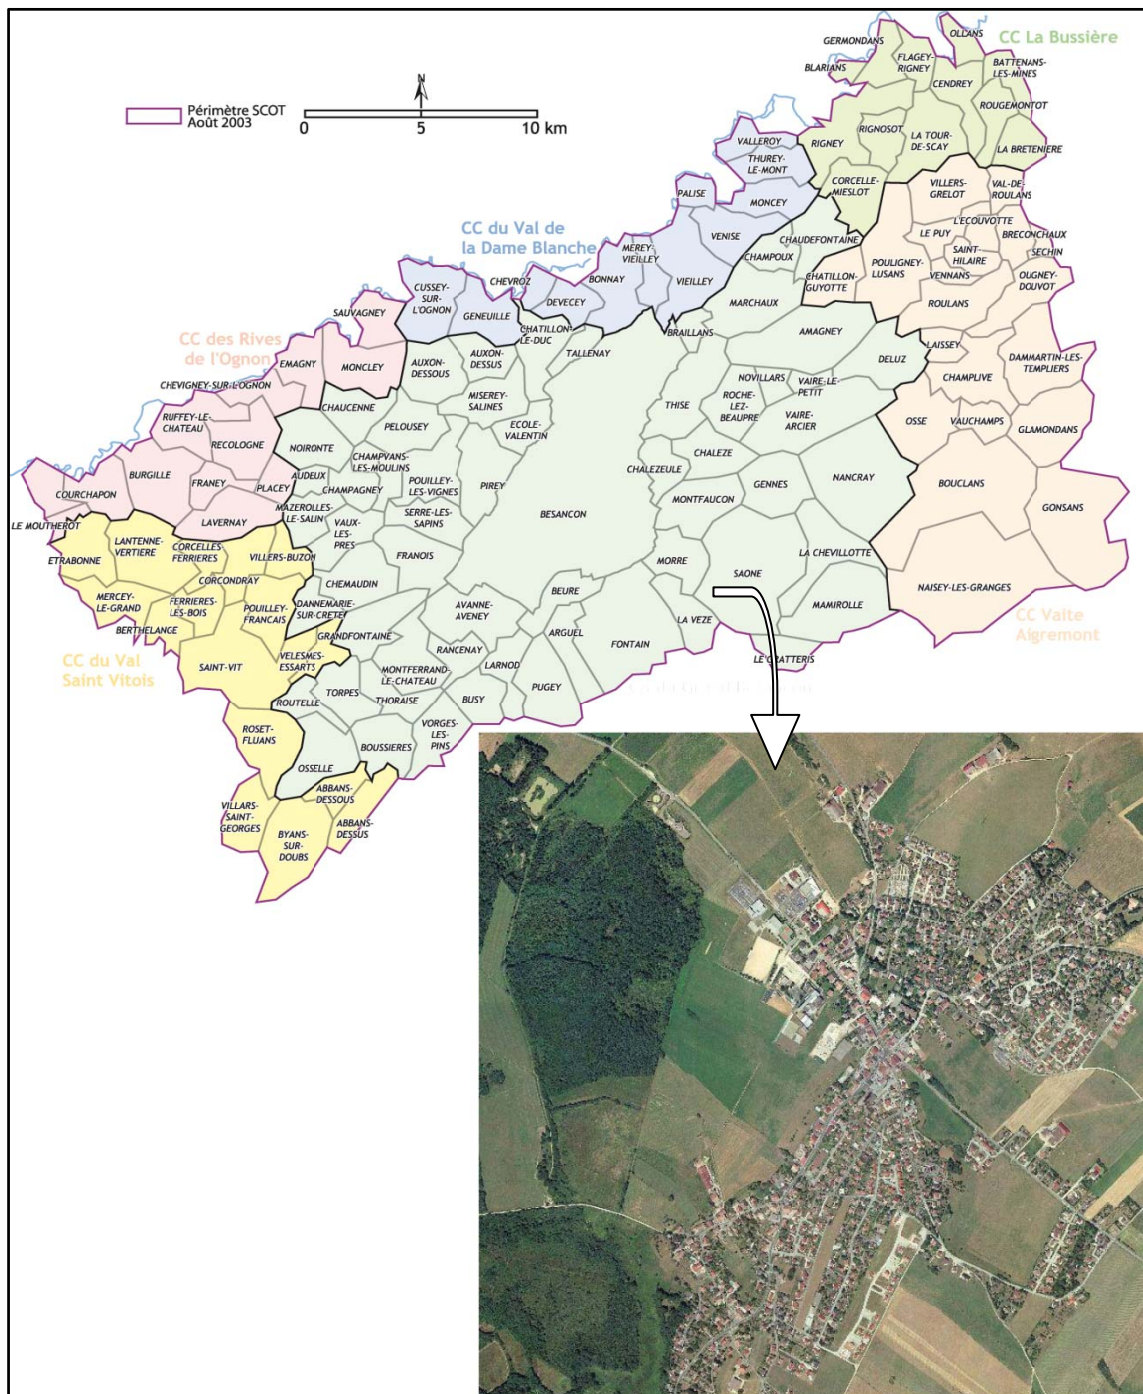 OLLANS
GERMONDANS
CC La Bussière
FLAGEY-
RIGNEY
BATTENANS-
LES-MINES
BLARIANS
CENDREY
ROUGEMONTOT
N
Périmètre SCOT
Août 2003
0 5 10 km
RIGNOSOT
LA TOUR-
DE-SCAY
RIGNEY
VALLEROY
LA BRETENIERE
THUREY-
LE-MONT
CORCELLE-
MIESLOT
VILLERS-
GRELOT
VAL-DE-
ROULANS
PALISE
MONCEY
L'ECOUVOTTE
CC du Val de
la Dame Blanche
VENISE
CHAUDEFONTAINE
LE PUY
BRECONCHAUX
MEREY-
VIEILLEY
CHAMPOUX
SAINT-
HILAIRE
SECHIN
POULIGNEY-
LUSANS
VENNANS
CUSSEY-
SUR-
L'OGNON
CHEVROZ
BONNAY
VIEILLEY
CHATILLON-
GUYOTTE
OUGNEY-
DOUVOT
DEVECEY
MARCHAUX
ROULANS
SAUVAGNEY
GENEUILLE
CHATILLON-
LE-DUC
BRAILLANS
AMAGNEY
CC des Rives
de l'Ognon
LAISSEY
AUXON-
DESSOUS
AUXON-
DESSUS
TALLENAY
DELUZ
DAMMARTIN-LES-
TEMPLIERS
EMAGNY
MONCLEY
CHAMPLIVE
CHEVIGNEY-SUR-L'OGNON
NOVILLARS
VAIRE-LE-
PETIT
CHAUCENNE
MISEREY-
SALINES
THISE
ROCHE-
LEZ-
BEAUPRE
RUFFEY-LE-
CHATEAU
PELOUSEY
ECOLE-
VALENTIN
VAIRE-
ARCIER
OSSE
VAUCHAMPS
GLAMONDANS
RECOLOGNE
NOIRONTE
CHALEZE
CHAMPVANS-
LES-MOULINS
CHALEZEULE
BURGILLE
FRANEY
AUDEUX
POUILLEY-
LES-VIGNES
PIREY
GENNES
NANCRAY
BOUCLANS
COURCHAPON
PLACEY
CHAMPAGNEY
MONTFAUCON
GONSANS
MAZEROLLES-
LE-SALIN
SERRE-LES-
SAPINS
BESANCON
LE MOUTHEROT
LAVERNAY
VAUX-
LES-
PRES
LANTENNE-
VERTIERE
CORCELLES
FERRIERES
VILLERS-BUZON
FRANOIS
LA CHEVILLOTTE
ETRABONNE
MORRE
SAONE
CORCONDRAY
CHEMAUDIN
NAISEY-LES-GRANGES
MERCEY-
LE-GRAND
FERRIERES-
LES-BOIS
POUILLEY-
FRANCAIS
DANNEMARIE-
SUR-CRETE
AVANNE-
AVENEY
BEURE
MAMIROLLE
BERTHELANGE
GRANDFONTAINE
ARGUEL
LA VEZE
CC Vaite
Aigremont
CC du Val
Saint Vitois
SAINT-VIT
VELESMES-
ESSARTS
RANCENAY
FONTAIN
LARNOD
LE GRATTERIS
MONTFERRAND-
LE-CHATEAU
PUGEY
ROUTELLE
TORPES
THORAISE
BUSY
ROSET-
FLUANS
BOUSSIERES
VORGES-
LES-
PINS
OSSELLE
ABBANS-
DESSOUS
VILLARS-
SAINT-
GEORGES
ABBANS-
DESSUS
BYANS-
SUR-
DOUBS